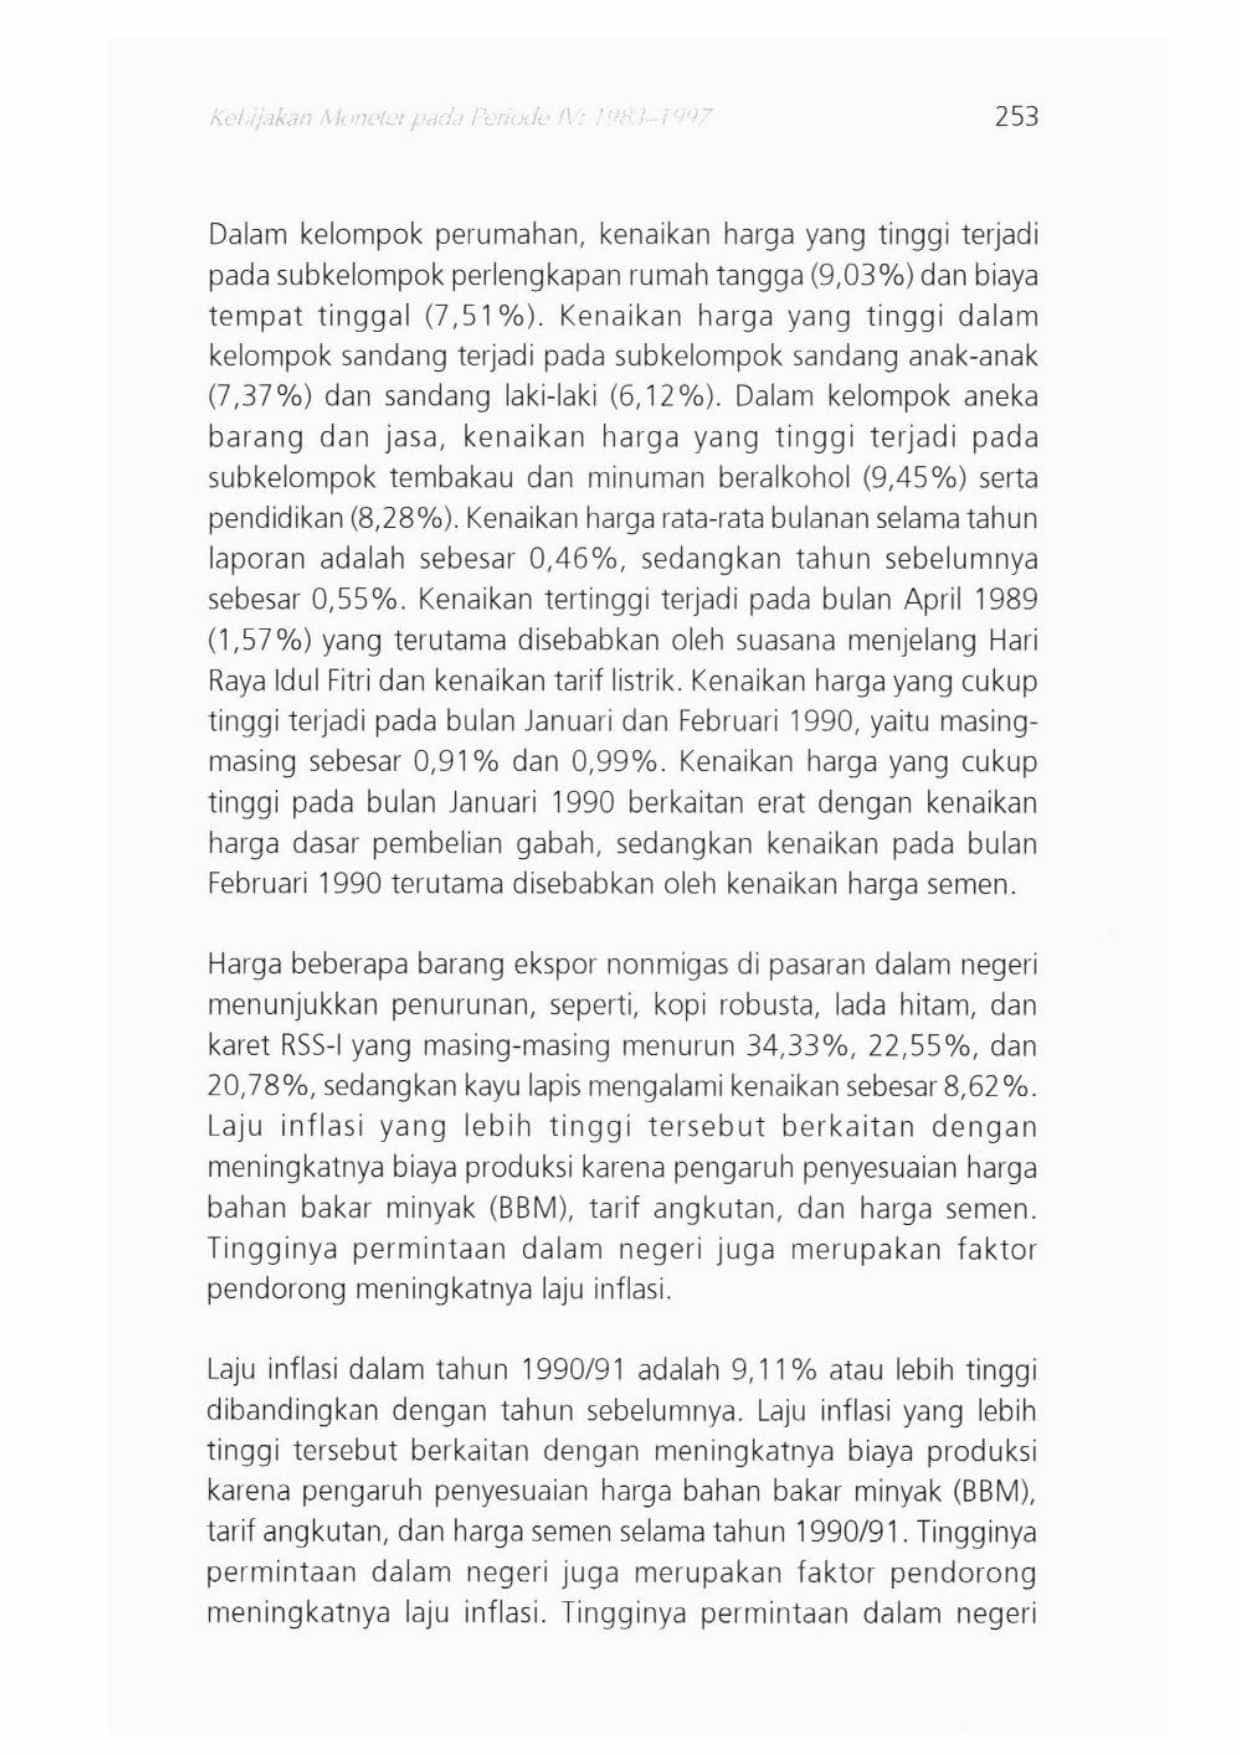 Kebijakan Moneter pada Periode IV: 1983–1997
253
Dalam kelompok perumahan, kenaikan harga yang tinggi terjadi
pada subkelompok perlengkapan rumah tangga (9,03%) dan biaya
tempat tinggal (7,51%). Kenaikan harga yang tinggi dalam
kelompok sandang terjadi pada subkelompok sandang anak-anak
(7,37%) dan sandang laki-laki (6,12%). Dalam kelompok aneka
barang dan jasa, kenaikan harga yang tinggi terjadi pada
subkelompok tembakau dan minuman beralkohol (9,45%) serta
pendidikan (8,28%). Kenaikan harga rata-rata bulanan selama tahun
laporan adalah sebesar 0,46%, sedangkan tahun sebelumnya
sebesar 0,55%. Kenaikan tertinggi terjadi pada bulan April 1989
(1,57%) yang terutama disebabkan oleh suasana menjelang Hari
Raya Idul Fitri dan kenaikan tarif listrik. Kenaikan harga yang cukup
tinggi terjadi pada bulan Januari dan Februari 1990, yaitu masing-
masing sebesar 0,91% dan 0,99%. Kenaikan harga yang cukup
tinggi pada bulan Januari 1990 berkaitan erat dengan kenaikan
harga dasar pembelian gabah, sedangkan kenaikan pada bulan
Februari 1990 terutama disebabkan oleh kenaikan harga semen.
Harga beberapa barang ekspor nonmigas di pasaran dalam negeri
menunjukkan penurunan, seperti, kopi robusta, lada hitam, dan
karet RSS-I yang masing-masing menurun 34,33%, 22,55%, dan
20,78%, sedangkan kayu lapis mengalami kenaikan sebesar 8,62%.
Laju inflasi yang lebih tinggi tersebut berkaitan dengan
meningkatnya biaya produksi karena pengaruh penyesuaian harga
bahan bakar minyak (BBM), tarif angkutan, dan harga semen.
Tingginya permintaan dalam negeri juga merupakan faktor
pendorong meningkatnya laju inflasi.
Laju inflasi dalam tahun 1990/91 adalah 9,11% atau lebih tinggi
dibandingkan dengan tahun sebelumnya. Laju inflasi yang lebih
tinggi tersebut berkaitan dengan meningkatnya biaya produksi
karena pengaruh penyesuaian harga bahan bakar minyak (BBM),
tarif angkutan, dan harga semen selama tahun 1990/91. Tingginya
permintaan dalam negeri juga merupakan faktor pendorong
meningkatnya laju inflasi. Tingginya permintaan dalam negeri